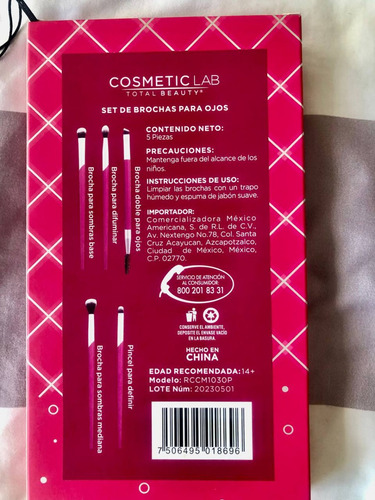 COSMETIC LAB
TOTAL BEAUTY®
SET DE BROCHAS PARA OJOS
Brocha para sombras base
Brocha para difuminar
Brocha doble para ojos
CONTENIDO NETO:
5 Piezas
PRECAUCIONES:
Mantenga fuera del alcance de los
niños.
INSTRUCCIONES DE USO:
Limpiar las brochas con un trapo
húmedo y espuma de jabón suave.
IMPORTADOR:
Comercializadora México
Americana, S. de R.L. de C.V.,
Av. Nextengo No.78, Col. Santa
Cruz Acayucan, Azcapotzalco,
Ciudad de México, México,
C.P. 02770.
SERVICIO DE ATENCIÓN
AL CONSUMIDOR
800 201 83 31
Brocha para sombras mediana
Pincel para definir
CONSERVE EL AMBIENTE,
DEPOSITE EL ENVASE VACÍO
EN LA BASURA.
HECHO EN
CHINA
EDAD RECOMENDADA:14+
Modelo: RCCM1030P
LOTE Núm: 20230501
7 506495 018696